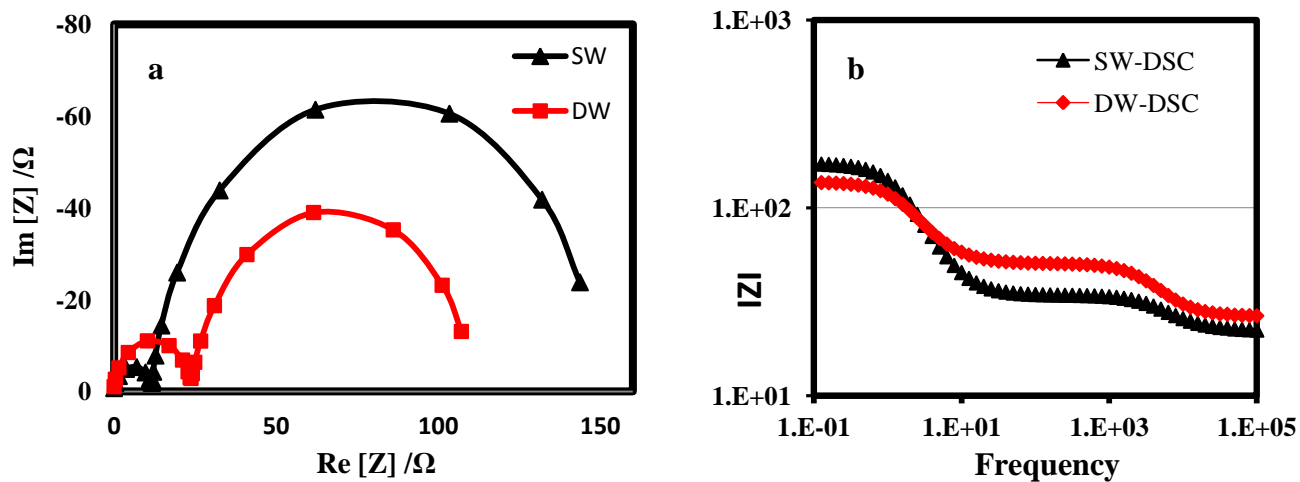 -80
-60
-40
-20
0
Im [Z] /Ω
a
SW
DW
0
50
100
150
Re [Z] /Ω
1.E+03
1.E+02
1.E+01
|Z|
b
SW-DSC
DW-DSC
1.E-01
1.E+01
1.E+03
1.E+05
Frequency